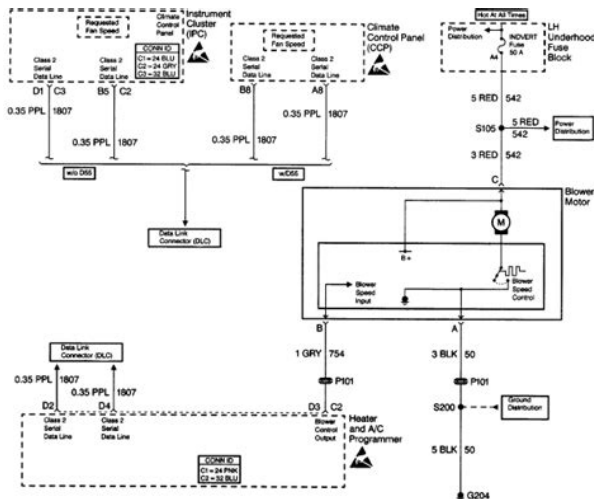 Requested
Fan Speed
Climate
Control
Panel
Class 2
Serial
Data Line
Class 2
Serial
Data Line
CONN ID
C1 = 24 BLU
C2 = 24 GRY
C3 = 32 BLU
Instrument
Cluster
(IPC)
D1
C3
B5
C2
0.35 PPL
1807
0.35 PPL
1807
Requested
Fan Speed
Class 2
Serial
Data Line
Class 2
Serial
Data Line
Climate
Control Panel
(CCP)
B8
A8
0.35 PPL
1807
0.35 PPL
1807
w/o D55
w/D55
Data Link
Connector (DLC)
Hot At All Times
Power
Distribution
INDVERT
Fuse
50 A
A4
LH
Underhood
Fuse
Block
5 RED
542
S105
5 RED
542
Power
Distribution
3 RED
542
C
Blower
Motor
M
B+
Blower
Speed
Input
Blower
Speed
Control
B
A
1 GRY
754
3 BLK
50
P101
P101
S200
Ground
Distribution
5 BLK
50
G204
Data Link
Connector (DLC)
0.35 PPL
1807
0.35 PPL
1807
D2
D4
D3
C2
Class 2
Serial
Data Line
Class 2
Serial
Data Line
Blower
Control
Output
CONN ID
C1 = 24 PNK
C2 = 32 BLU
Heater
and A/C
Programmer